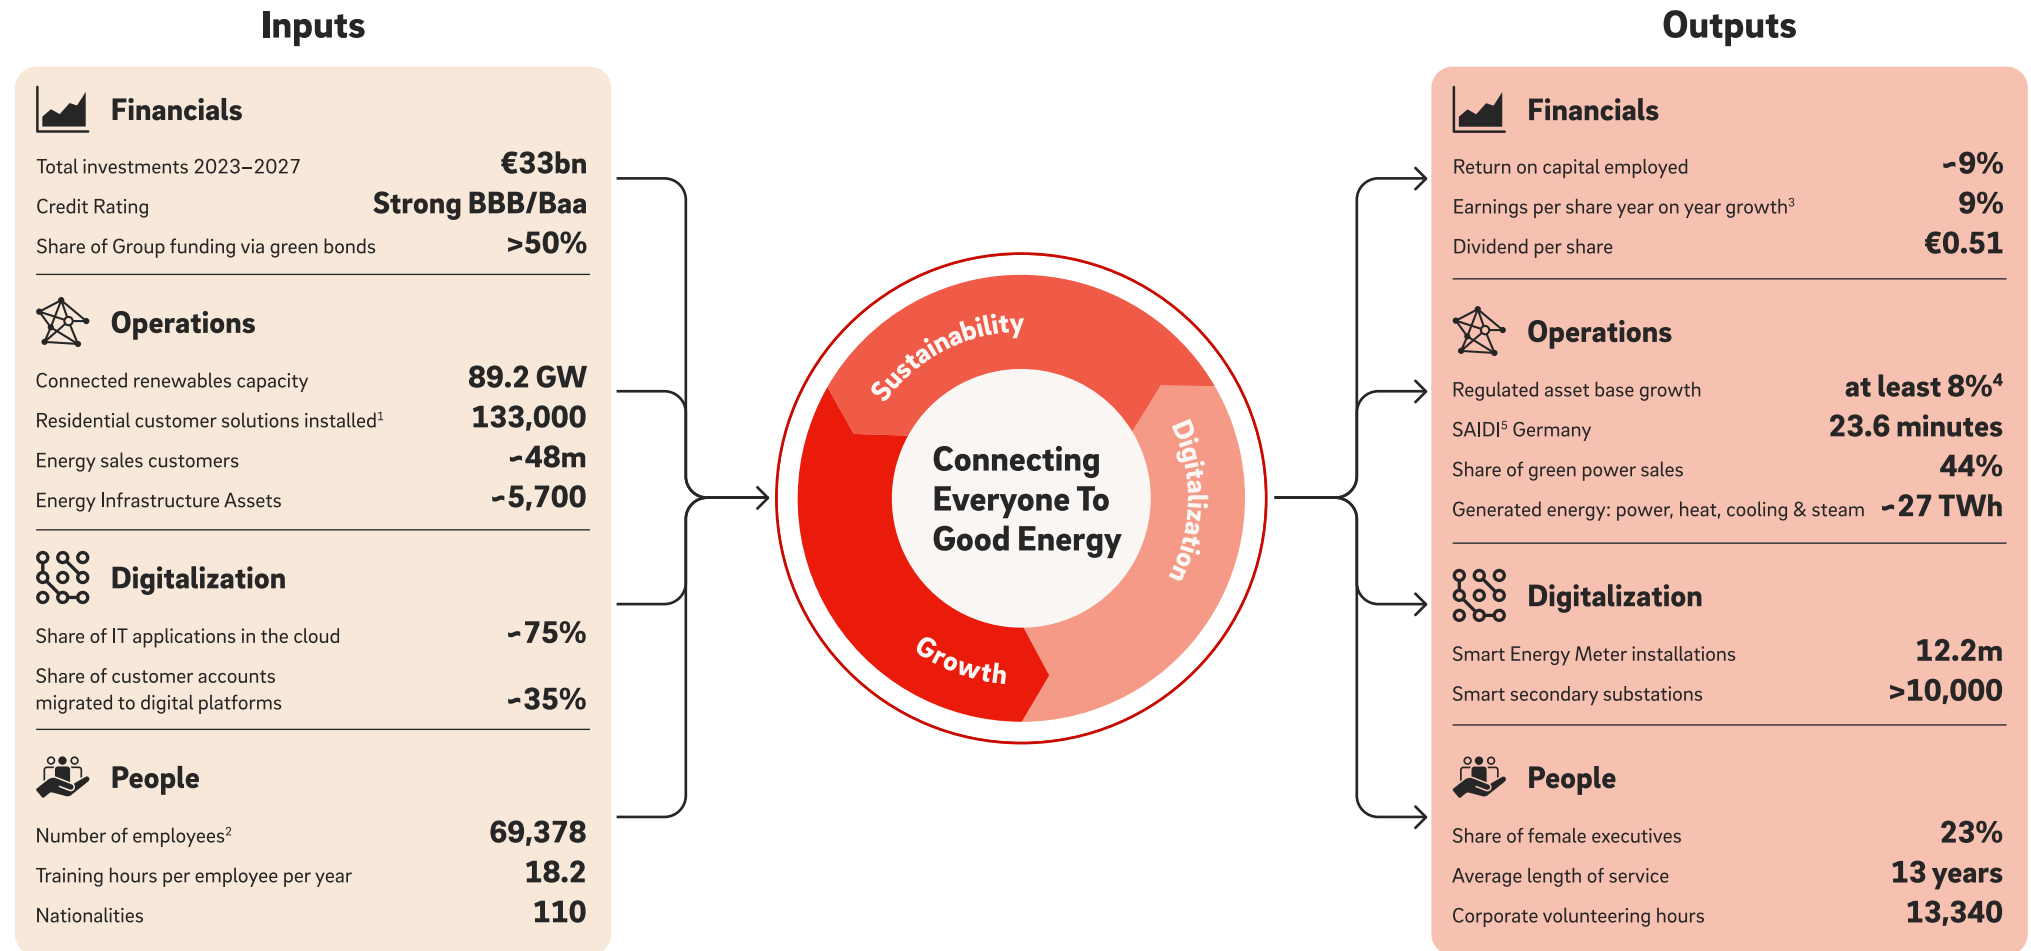 Inputs
Financials
Total investments 2023–2027 €33bn
Credit Rating Strong BBB/Baa
Share of Group funding via green bonds >50%
Operations
Connected renewables capacity 89.2 GW
Residential customer solutions installed¹ 133,000
Energy sales customers ~48m
Energy Infrastructure Assets ~5,700
Digitalization
Share of IT applications in the cloud ~75%
Share of customer accounts
migrated to digital platforms ~35%
People
Number of employees² 69,378
Training hours per employee per year 18.2
Nationalities 110
Sustainability
Digitalization
Growth
Connecting
Everyone To
Good Energy
Outputs
Financials
Return on capital employed ~9%
Earnings per share year on year growth³ 9%
Dividend per share €0.51
Operations
Regulated asset base growth at least 8%⁴
SAIDI⁵ Germany 23.6 minutes
Share of green power sales 44%
Generated energy: power, heat, cooling & steam ~27 TWh
Digitalization
Smart Energy Meter installations 12.2m
Smart secondary substations >10,000
People
Share of female executives 23%
Average length of service 13 years
Corporate volunteering hours 13,340